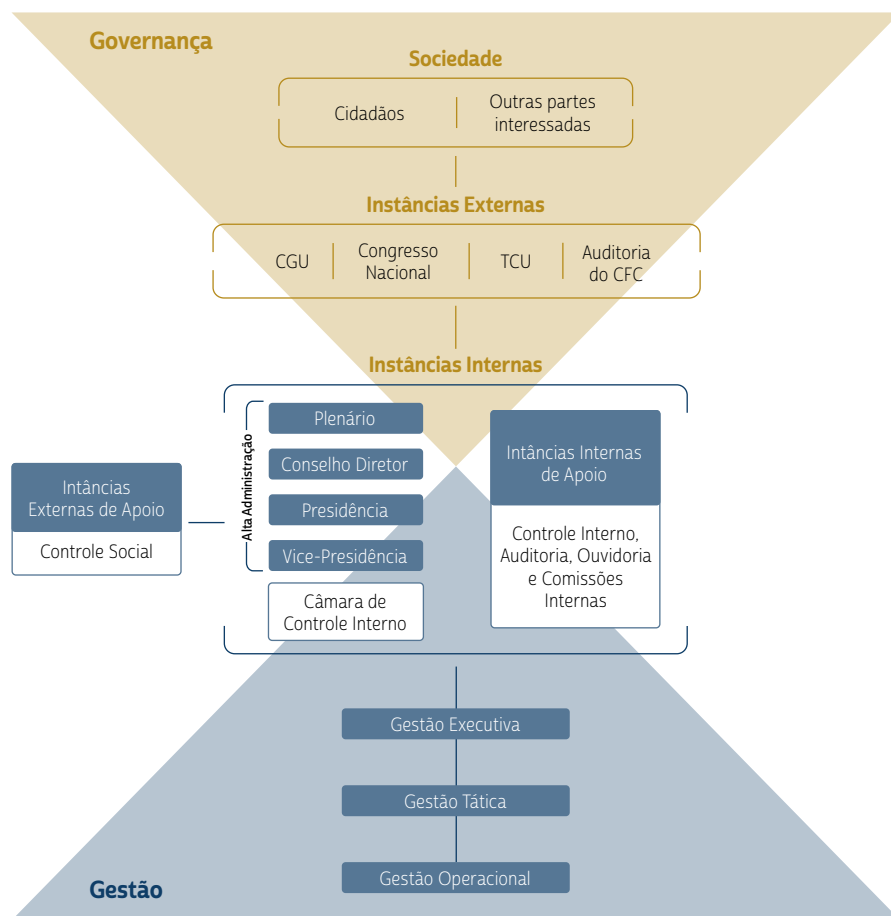 Governança
Sociedade
Cidadãos
Outras partes
interessadas
Instâncias Externas
CGU
Congresso
Nacional
TCU
Auditoria
do CFC
Instâncias Internas
Intâncias
Externas de Apoio
Controle Social
Alta Administração
Plenário
Conselho Diretor
Presidência
Vice-Presidência
Câmara de
Controle Interno
Intâncias Internas
de Apoio
Controle Interno,
Auditoria, Ouvidoria
e Comissões
Internas
Gestão Executiva
Gestão Tática
Gestão Operacional
Gestão